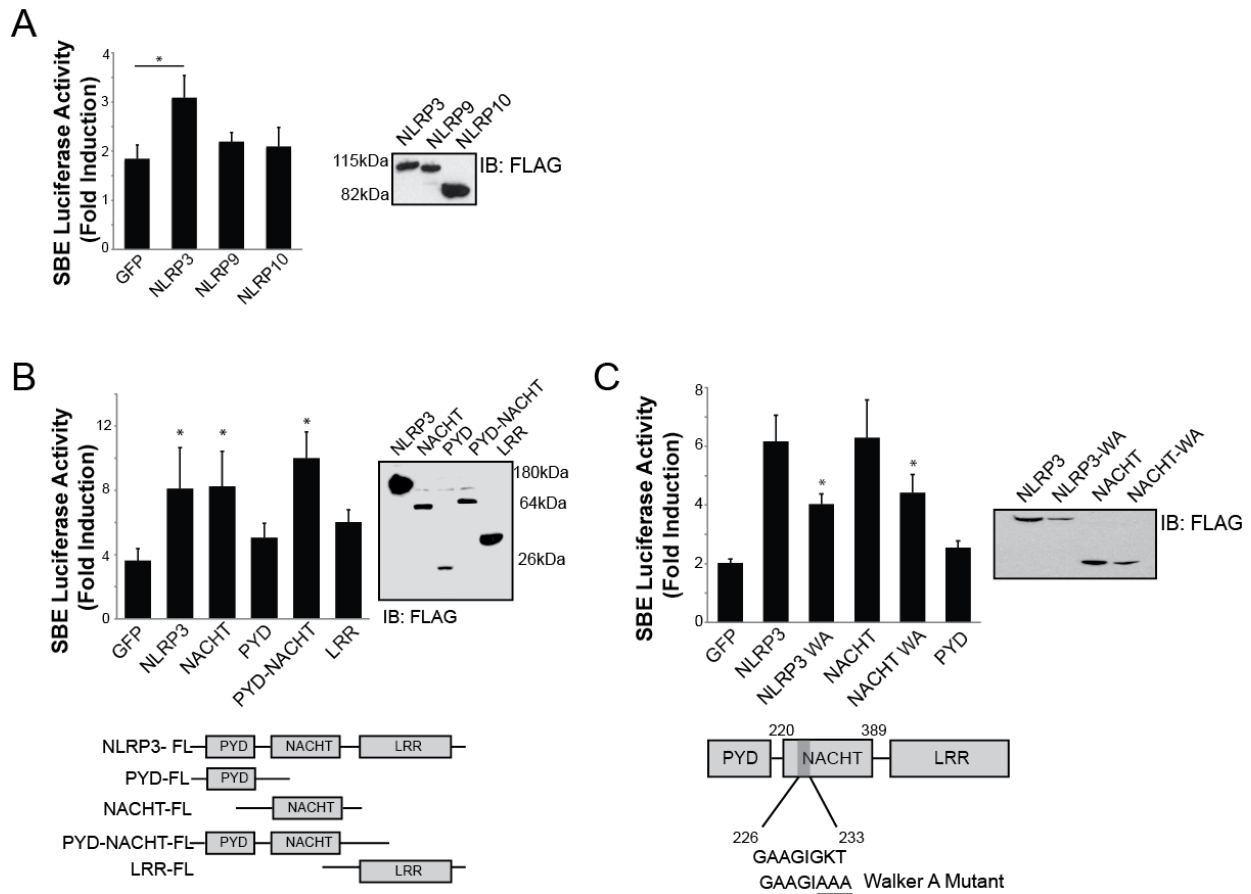 A
SBE Luciferase Activity
(Fold Induction)
4
3
2
1
0
*
GFP
NLRP3
NLRP9
NLRP10
NLRP3
NLRP9
NLRP10
115kDa
82kDa
IB: FLAG
B
SBE Luciferase Activity
(Fold Induction)
12
8
4
0
*
*
*
GFP
NLRP3
NACHT
PYD
PYD-NACHT
LRR
NLRP3
NACHT
PYD
PYD-NACHT
LRR
180kDa
64kDa
26kDa
IB: FLAG
NLRP3- FL
PYD
NACHT
LRR
PYD-FL
PYD
NACHT-FL
NACHT
PYD-NACHT-FL
PYD
NACHT
LRR-FL
LRR
C
SBE Luciferase Activity
(Fold Induction)
8
6
4
2
0
*
*
GFP
NLRP3
NLRP3 WA
NACHT
NACHT WA
PYD
NLRP3
NLRP3-WA
NACHT
NACHT-WA
IB: FLAG
220
389
PYD
NACHT
LRR
226
233
GAAGIGKT
GAAGIAAA Walker A Mutant